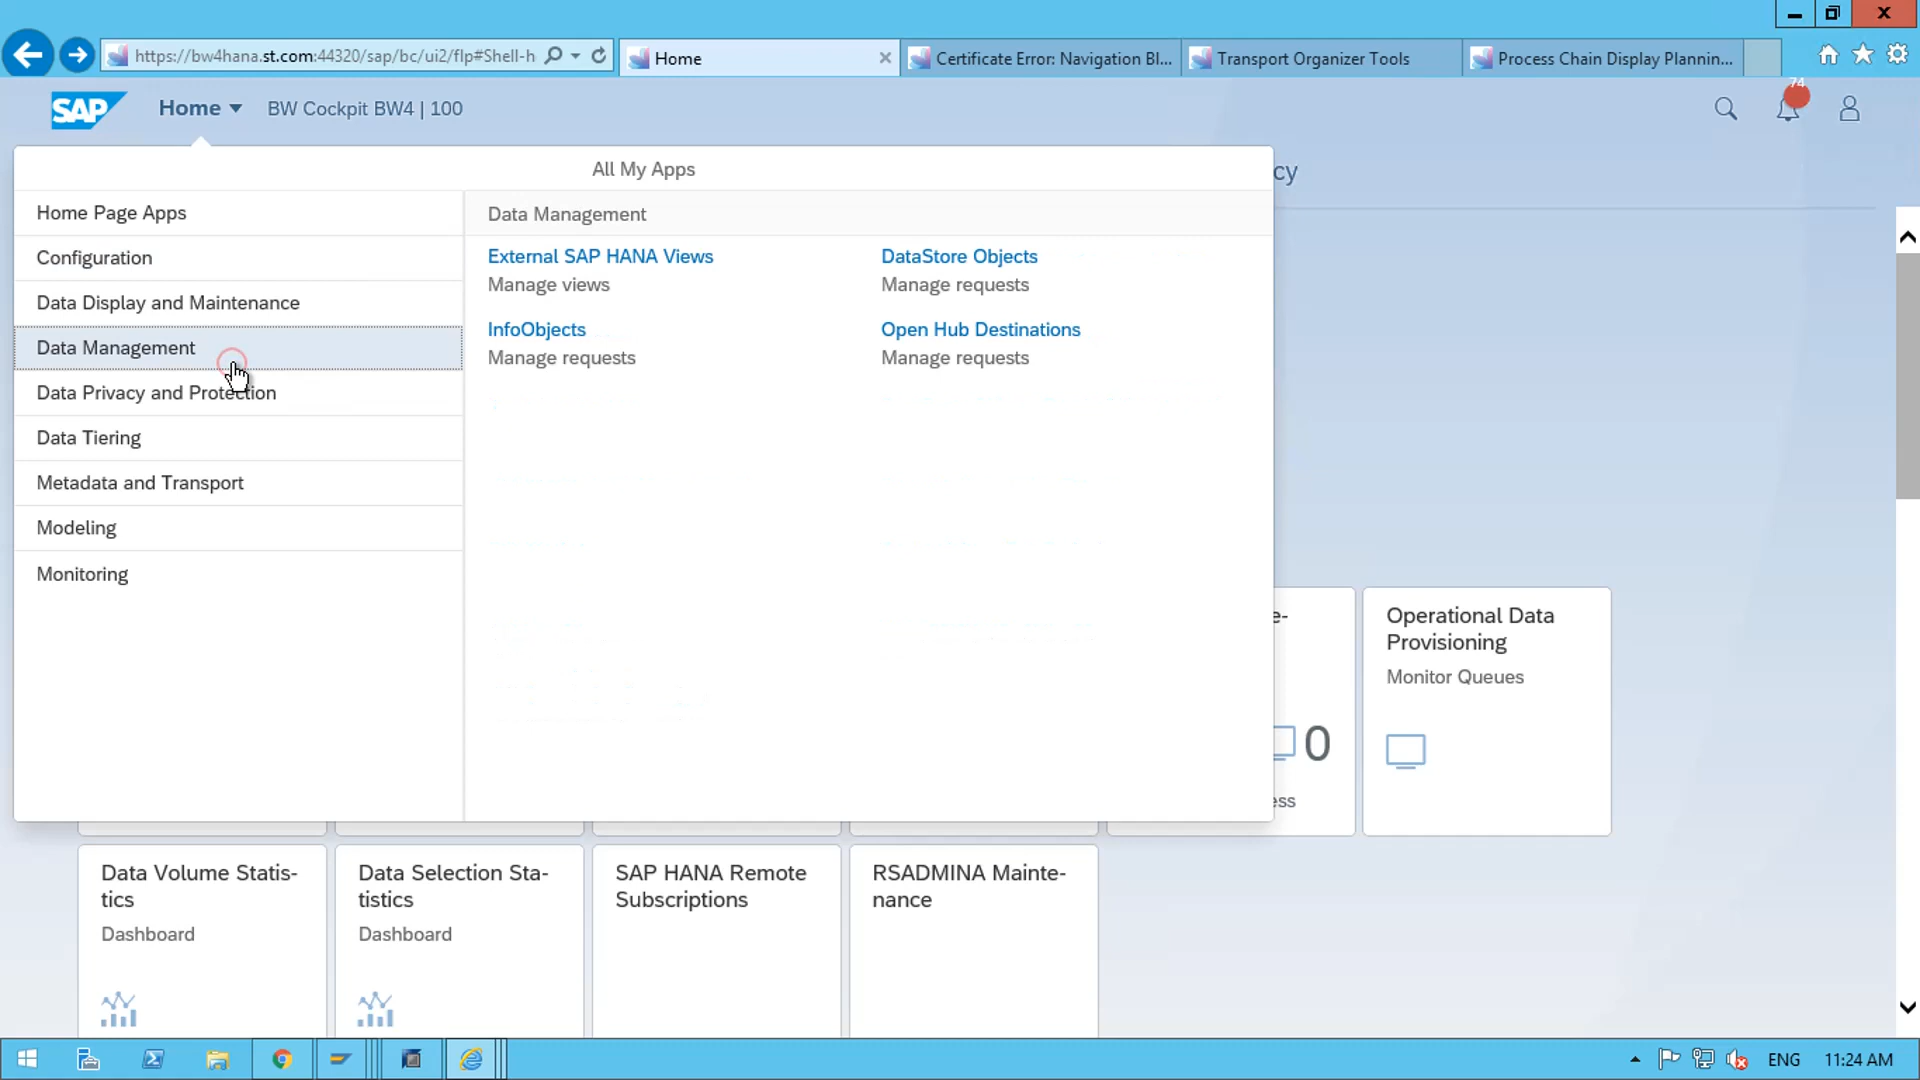 https://bw4hana.st.com:44320/sap/bc/ui2/flp#Shell-h
Home
Certificate Error: Navigation Bl...
Transport Organizer Tools
Process Chain Display Plannin...
SAP
Home
BW Cockpit BW4 | 100
74
All My Apps
cy
Home Page Apps
Configuration
Data Display and Maintenance
Data Management
Data Privacy and Protection
Data Tiering
Metadata and Transport
Modeling
Monitoring
Data Management
External SAP HANA Views
Manage views
DataStore Objects
Manage requests
InfoObjects
Manage requests
Open Hub Destinations
Manage requests
e-
0
ess
Operational Data
Provisioning
Monitor Queues
Data Volume Statis-
tics
Dashboard
Data Selection Sta-
tistics
Dashboard
SAP HANA Remote
Subscriptions
RSADMINA Mainte-
nance
ENG
11:24 AM